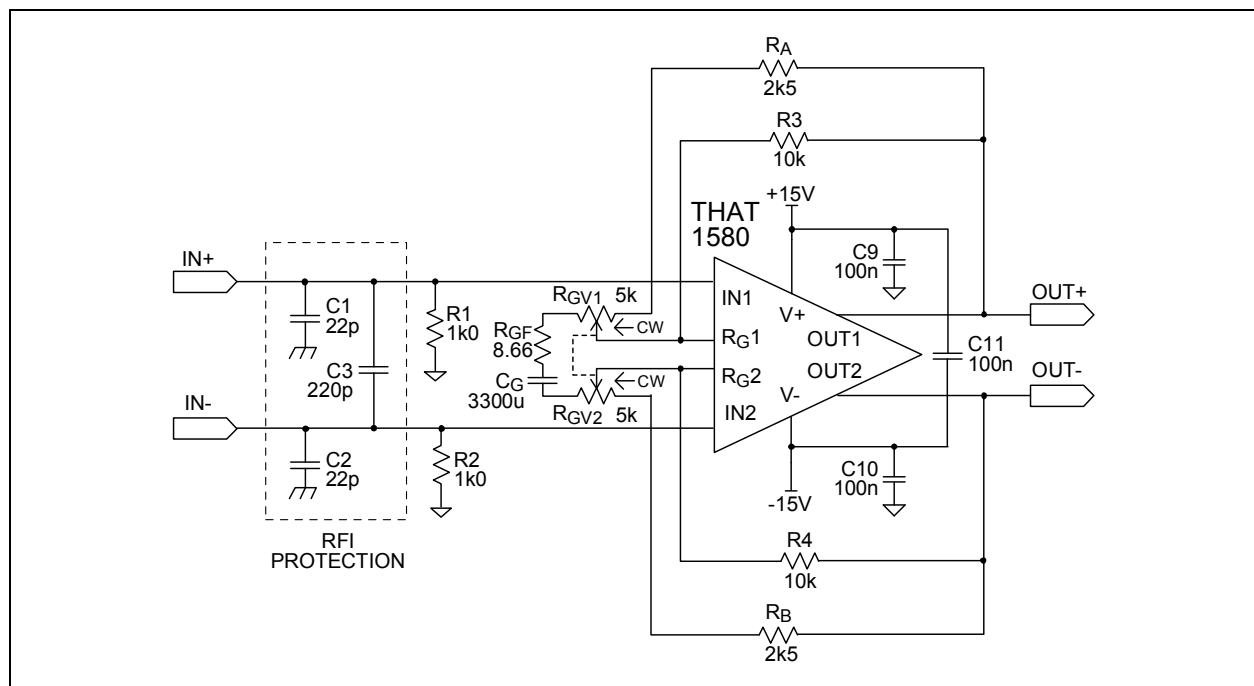 RA
2k5
R3
10k
+15V
THAT
1580
C9
100n
IN+
C1
22p
R1
1k0
C3
220p
RGV1
5k
CW
RGF
8.66
CG
3300u
CW
RGV2
5k
IN1
RG1
RG2
IN2
V+
OUT1
OUT2
V-
C11
100n
OUT+
OUT-
IN-
C2
22p
R2
1k0
C10
100n
-15V
RFI
PROTECTION
R4
10k
RB
2k5